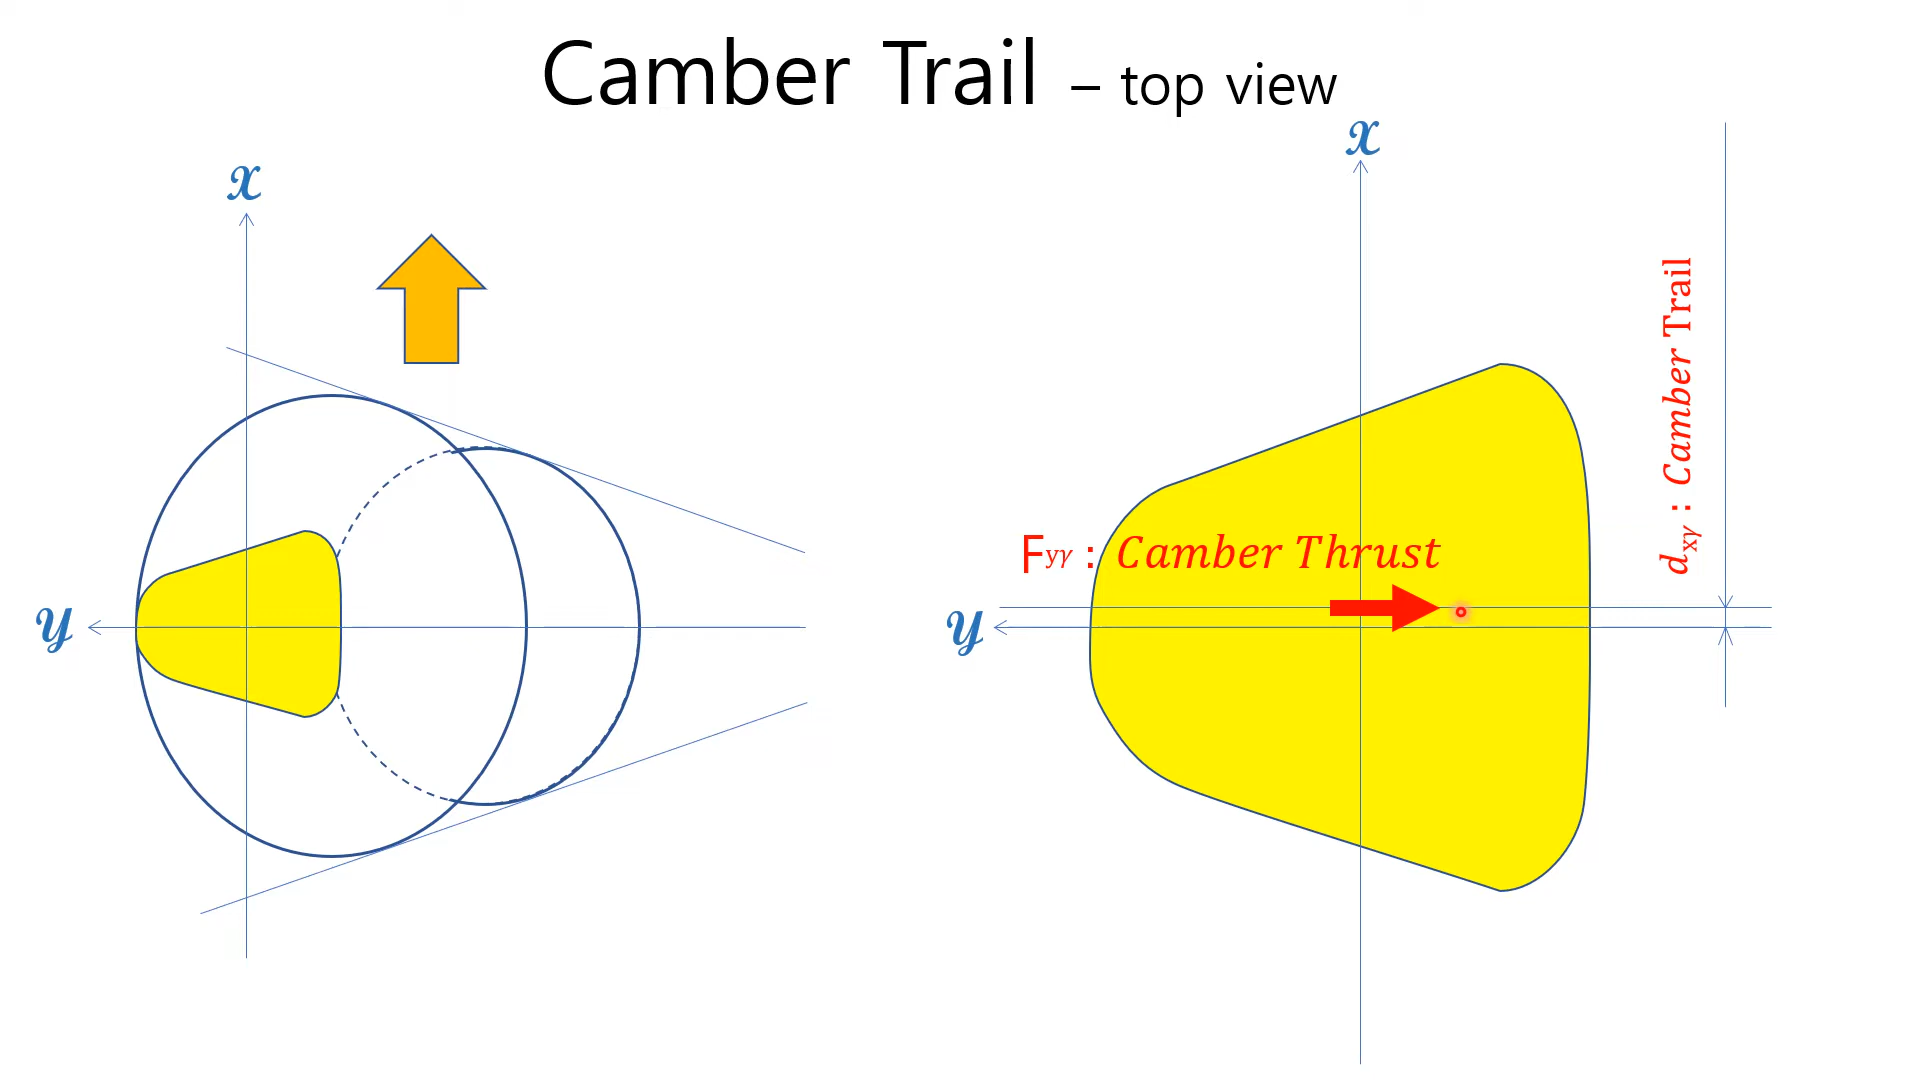 Camber Trail – top view
x
y
x
y
Fyγ : Camber Thrust
dxγ : Camber Trail